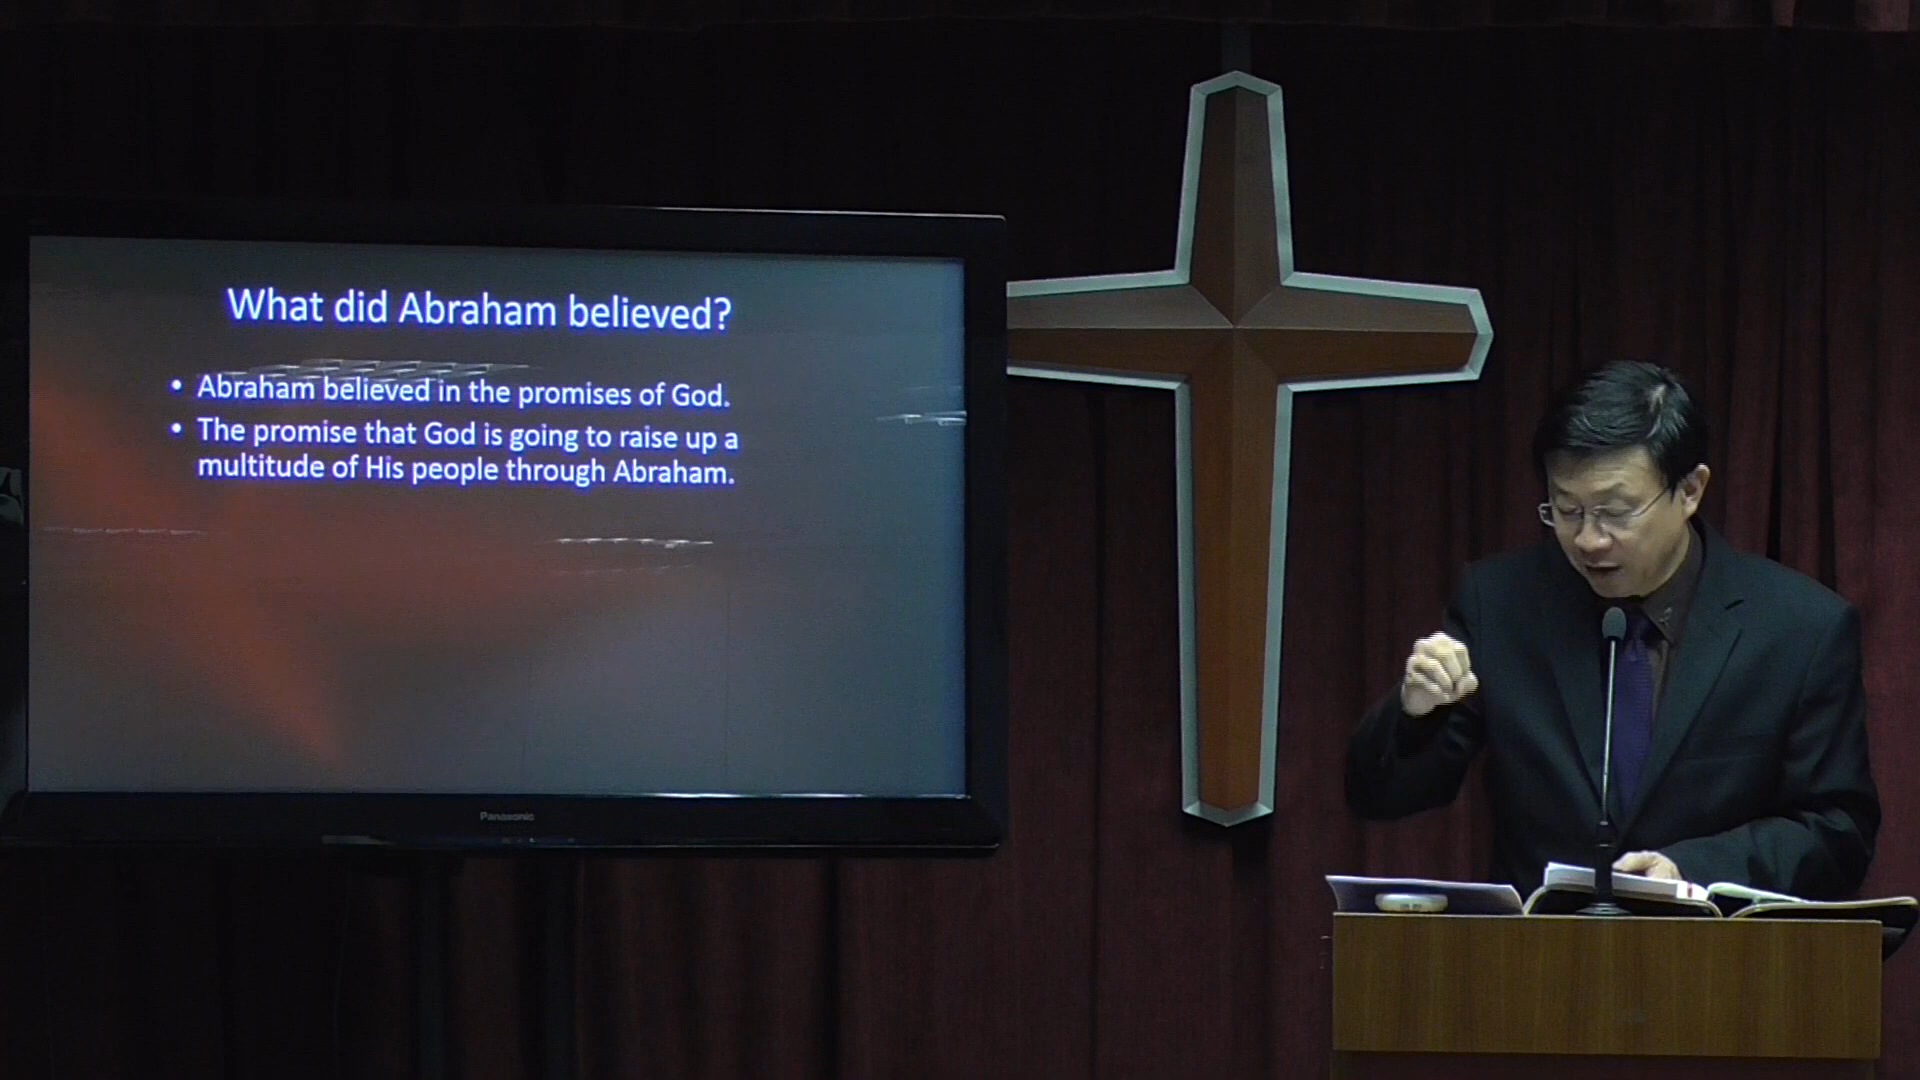 What did Abraham believed?
• Abraham believed in the promises of God.
• The promise that God is going to raise up a
multitude of His people through Abraham.
Panasonic